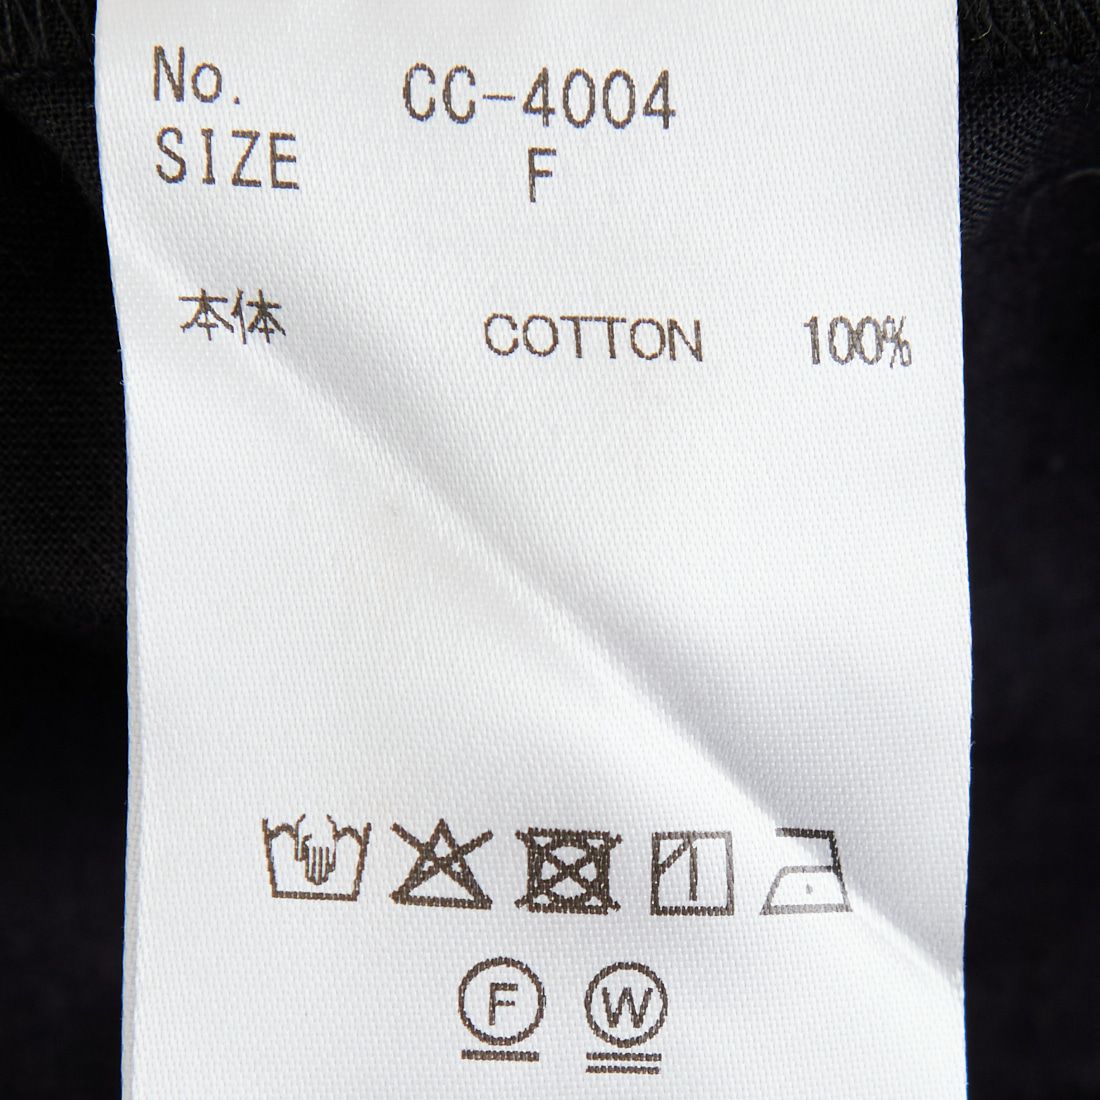 No. CC-4004
SIZE F
本体 COTTON 100%
F W